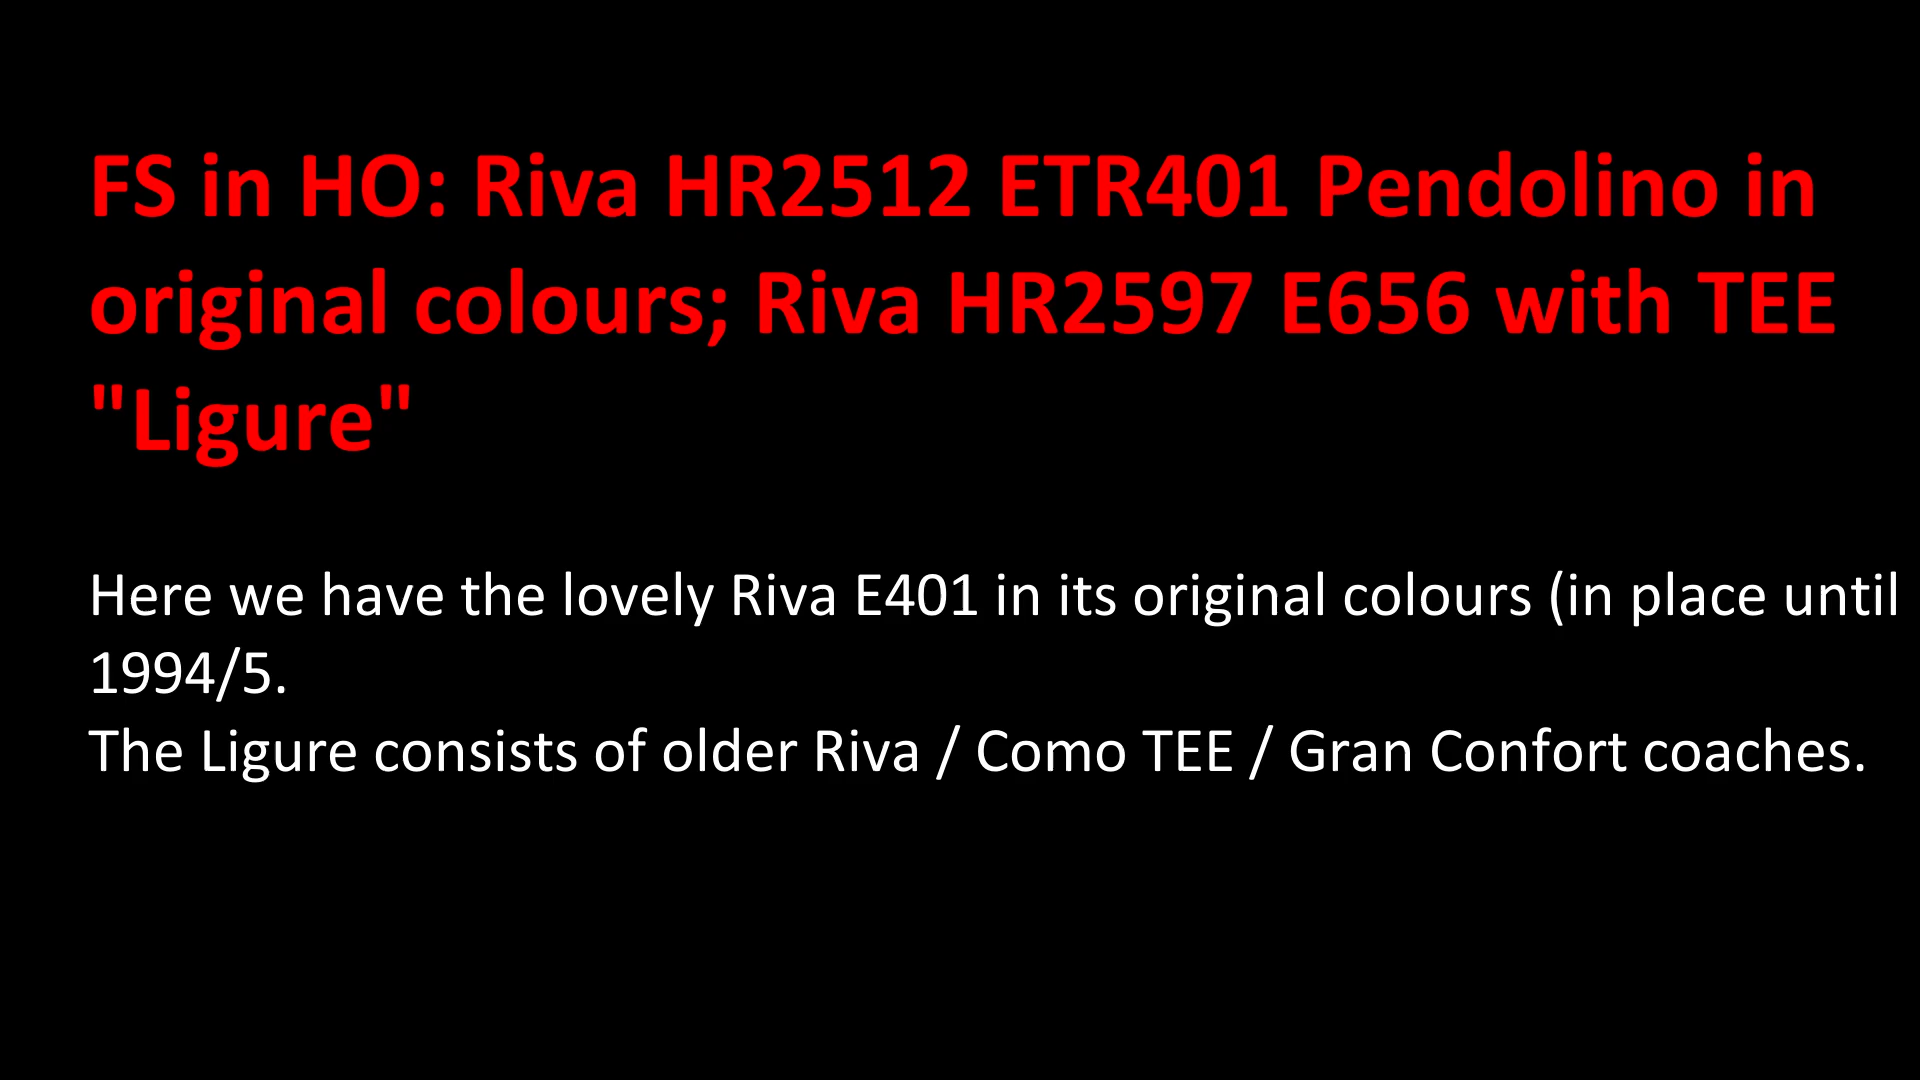 FS in HO: Riva HR2512 ETR401 Pendolino in
original colours; Riva HR2597 E656 with TEE
"Ligure"
Here we have the lovely Riva E401 in its original colours (in place until
1994/5.
The Ligure consists of older Riva / Como TEE / Gran Confort coaches.